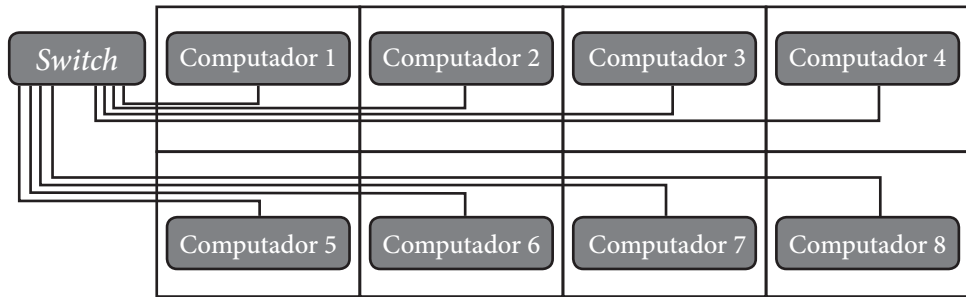 Switch
Computador 1
Computador 2
Computador 3
Computador 4
Computador 5
Computador 6
Computador 7
Computador 8